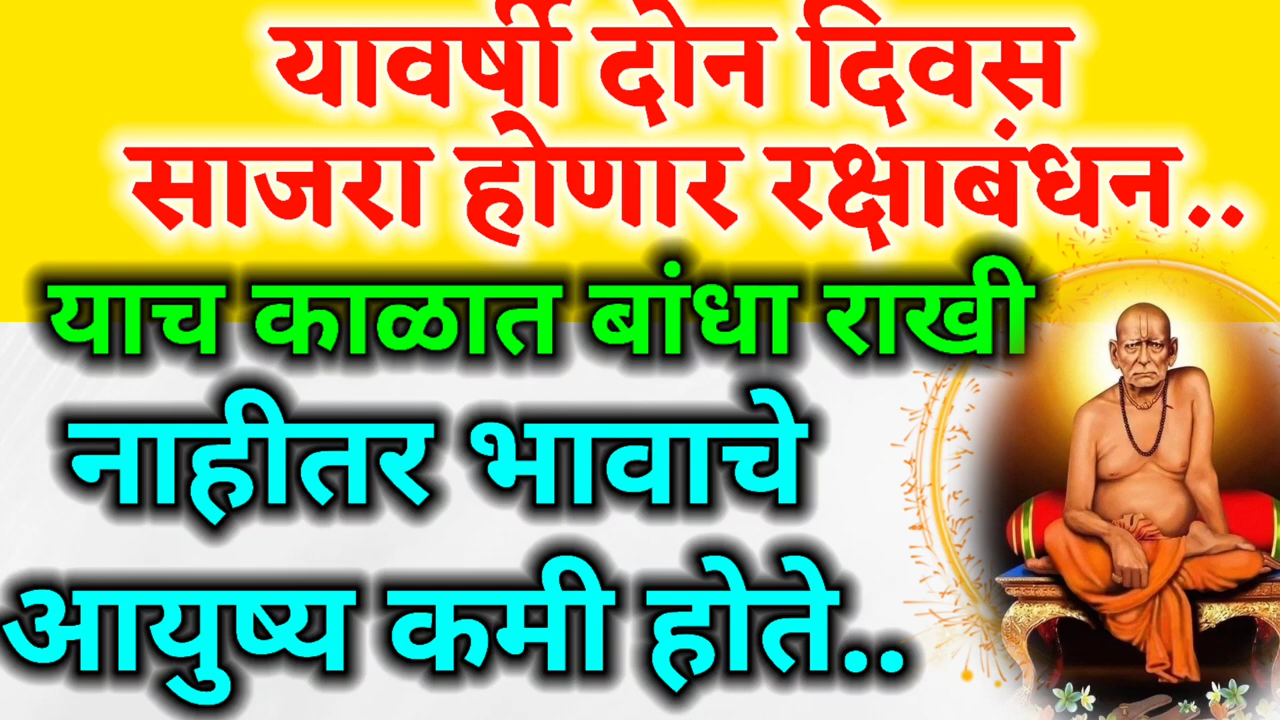 यावर्षी दोन दिवस
साजरा होणार रक्षाबंधन..
याच काळात बांधा राखी
नाहीतर भावाचे
आयुष्य कमी होते..